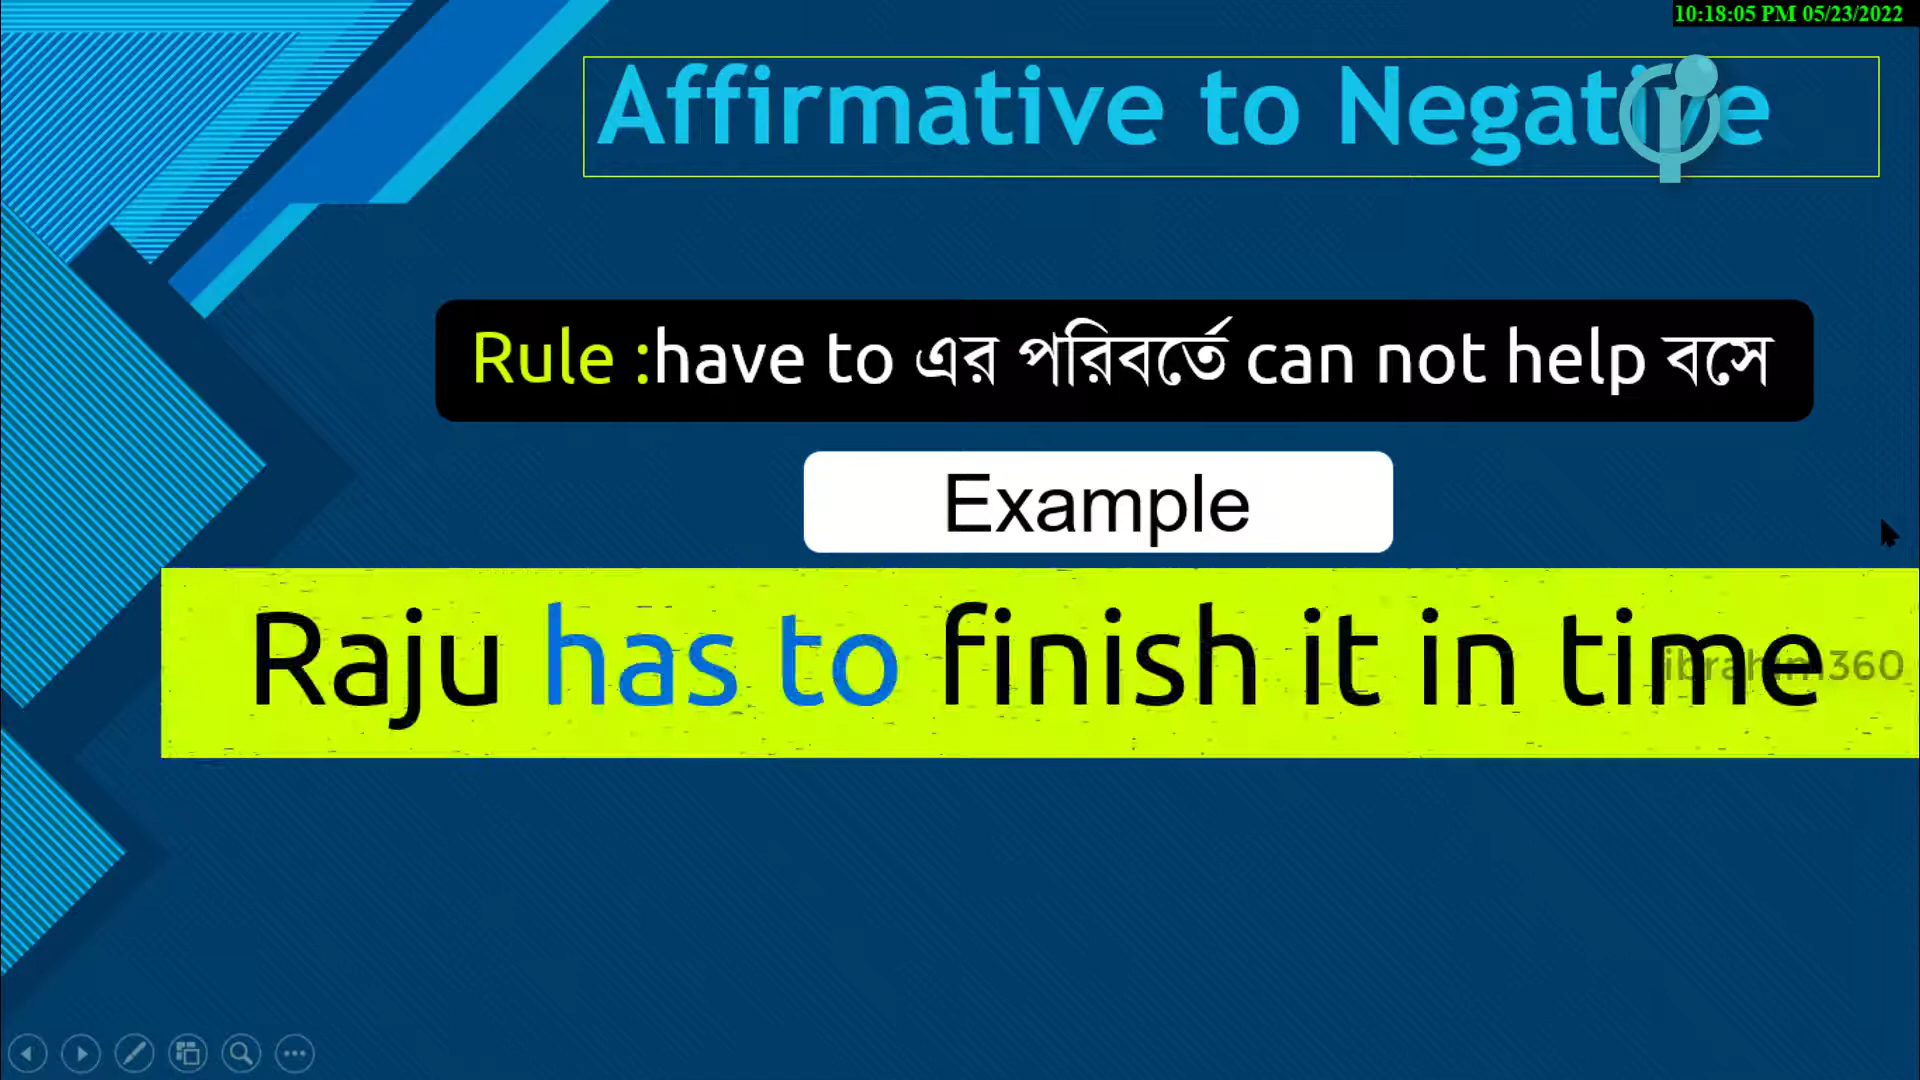 10:18:05 PM 05/23/2022
Affirmative to Negative
Rule :have to এর পরিবর্তে can not help বসে
Example
Raju has to finish it in time
ibrahim360